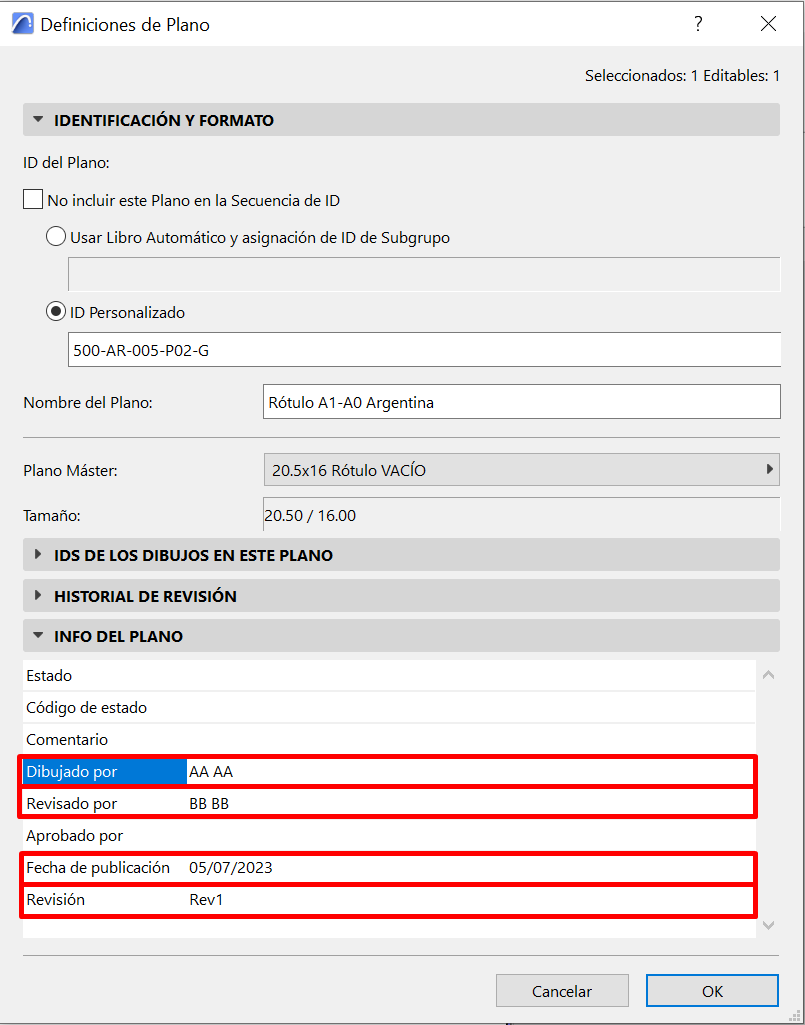 Definiciones de Plano ?
Seleccionados: 1 Editables: 1
IDENTIFICACIÓN Y FORMATO
ID del Plano:
No incluir este Plano en la Secuencia de ID
Usar Libro Automático y asignación de ID de Subgrupo
ID Personalizado
500-AR-005-P02-G
Nombre del Plano: Rótulo A1-A0 Argentina
Plano Máster: 20.5x16 Rótulo VACÍO
Tamaño: 20.50 / 16.00
IDS DE LOS DIBUJOS EN ESTE PLANO
HISTORIAL DE REVISIÓN
INFO DEL PLANO
Estado
Código de estado
Comentario
Dibujado por AA AA
Revisado por BB BB
Aprobado por
Fecha de publicación 05/07/2023
Revisión Rev1
Cancelar OK